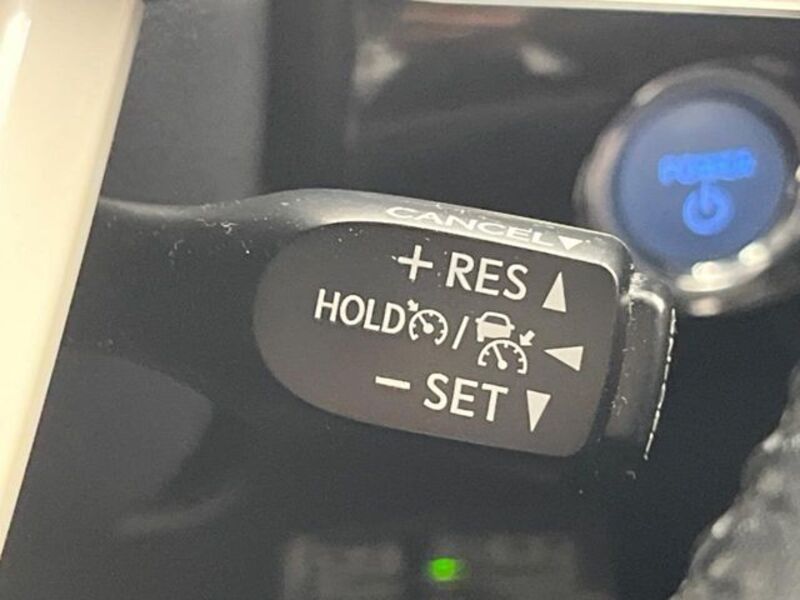 CANCEL▼
+ RES ▲
HOLD / ◀
− SET ▼
POWER